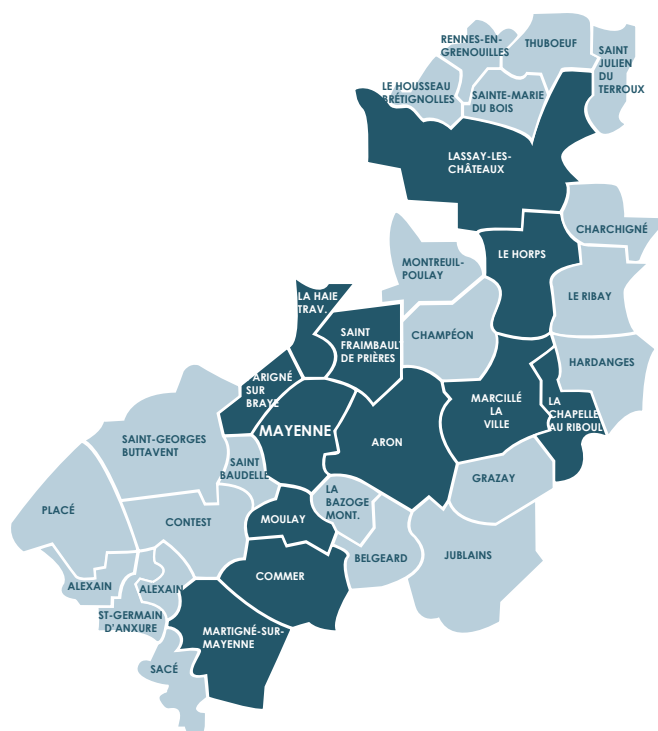 RENNES-EN-
GRENOUILLES
THUBOEUF
SAINT
JULIEN
DU
TERROUX
LE HOUSSEAU
BRÉTIGNOLLES
SAINTE-MARIE
DU BOIS
LASSAY-LES-
CHÂTEAUX
CHARCHIGNÉ
LE HORPS
MONTREUIL-
POULAY
LE RIBAY
LA HAIE
TRAV.
SAINT
FRAIMBAULT
DE PRIÈRES
CHAMPÉON
HARDANGES
ARIGNÉ
SUR
BRAYE
MARCILLÉ
LA
VILLE
LA
CHAPELLE
AU RIBOUL
MAYENNE
ARON
SAINT-GEORGES
BUTTAVENT
SAINT
BAUDELLE
GRAZAY
LA
BAZOGE
MONT.
PLACÉ
CONTEST
MOULAY
BELGEARD
JUBLAINS
ALEXAIN
ALEXAIN
COMMER
ST-GERMAIN
D'ANXURE
MARTIGNÉ-SUR-
MAYENNE
SACÉ